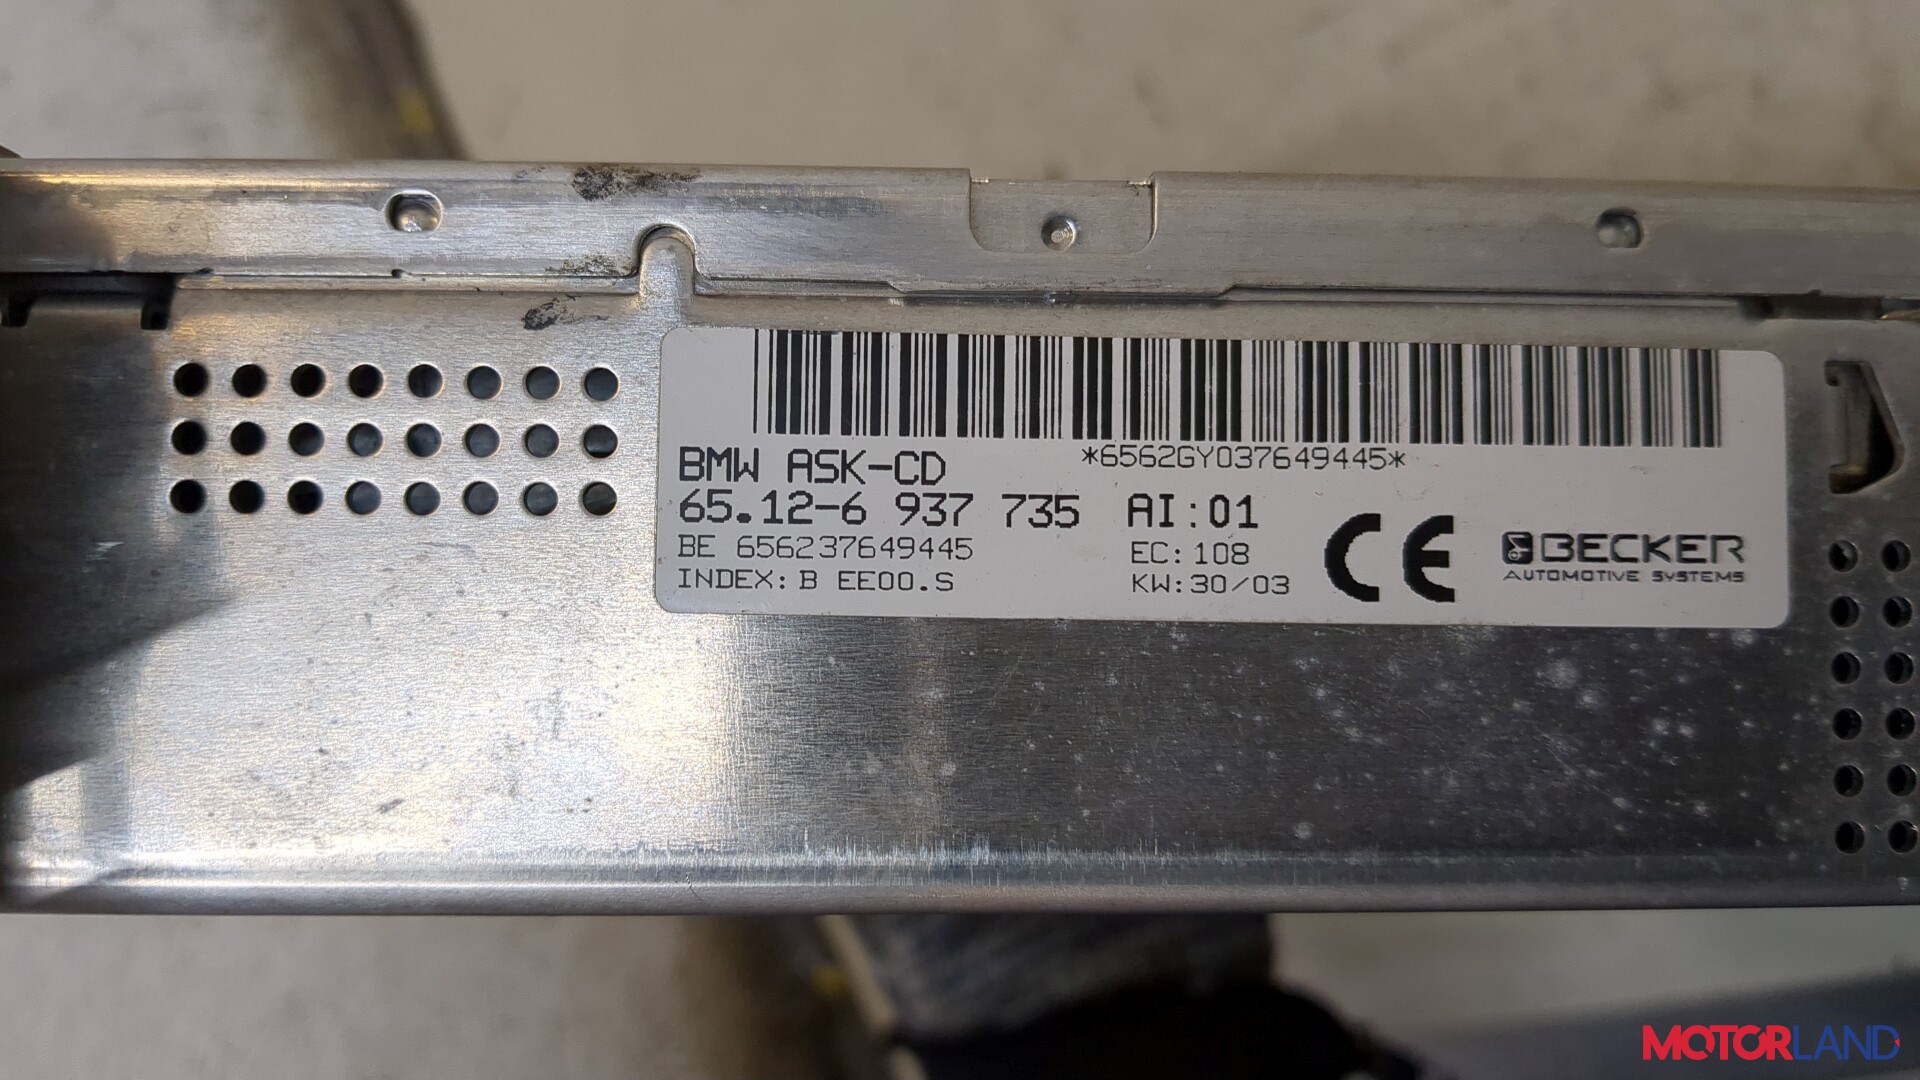 BMW ASK-CD
*6562GY037649445*
65.12-6 937 735 AI:01
BE 656237649445
EC: 108
INDEX: B EE00.S
KW: 30/03
CE
BECKER
AUTOMOTIVE SYSTEMS
MOTORLAND